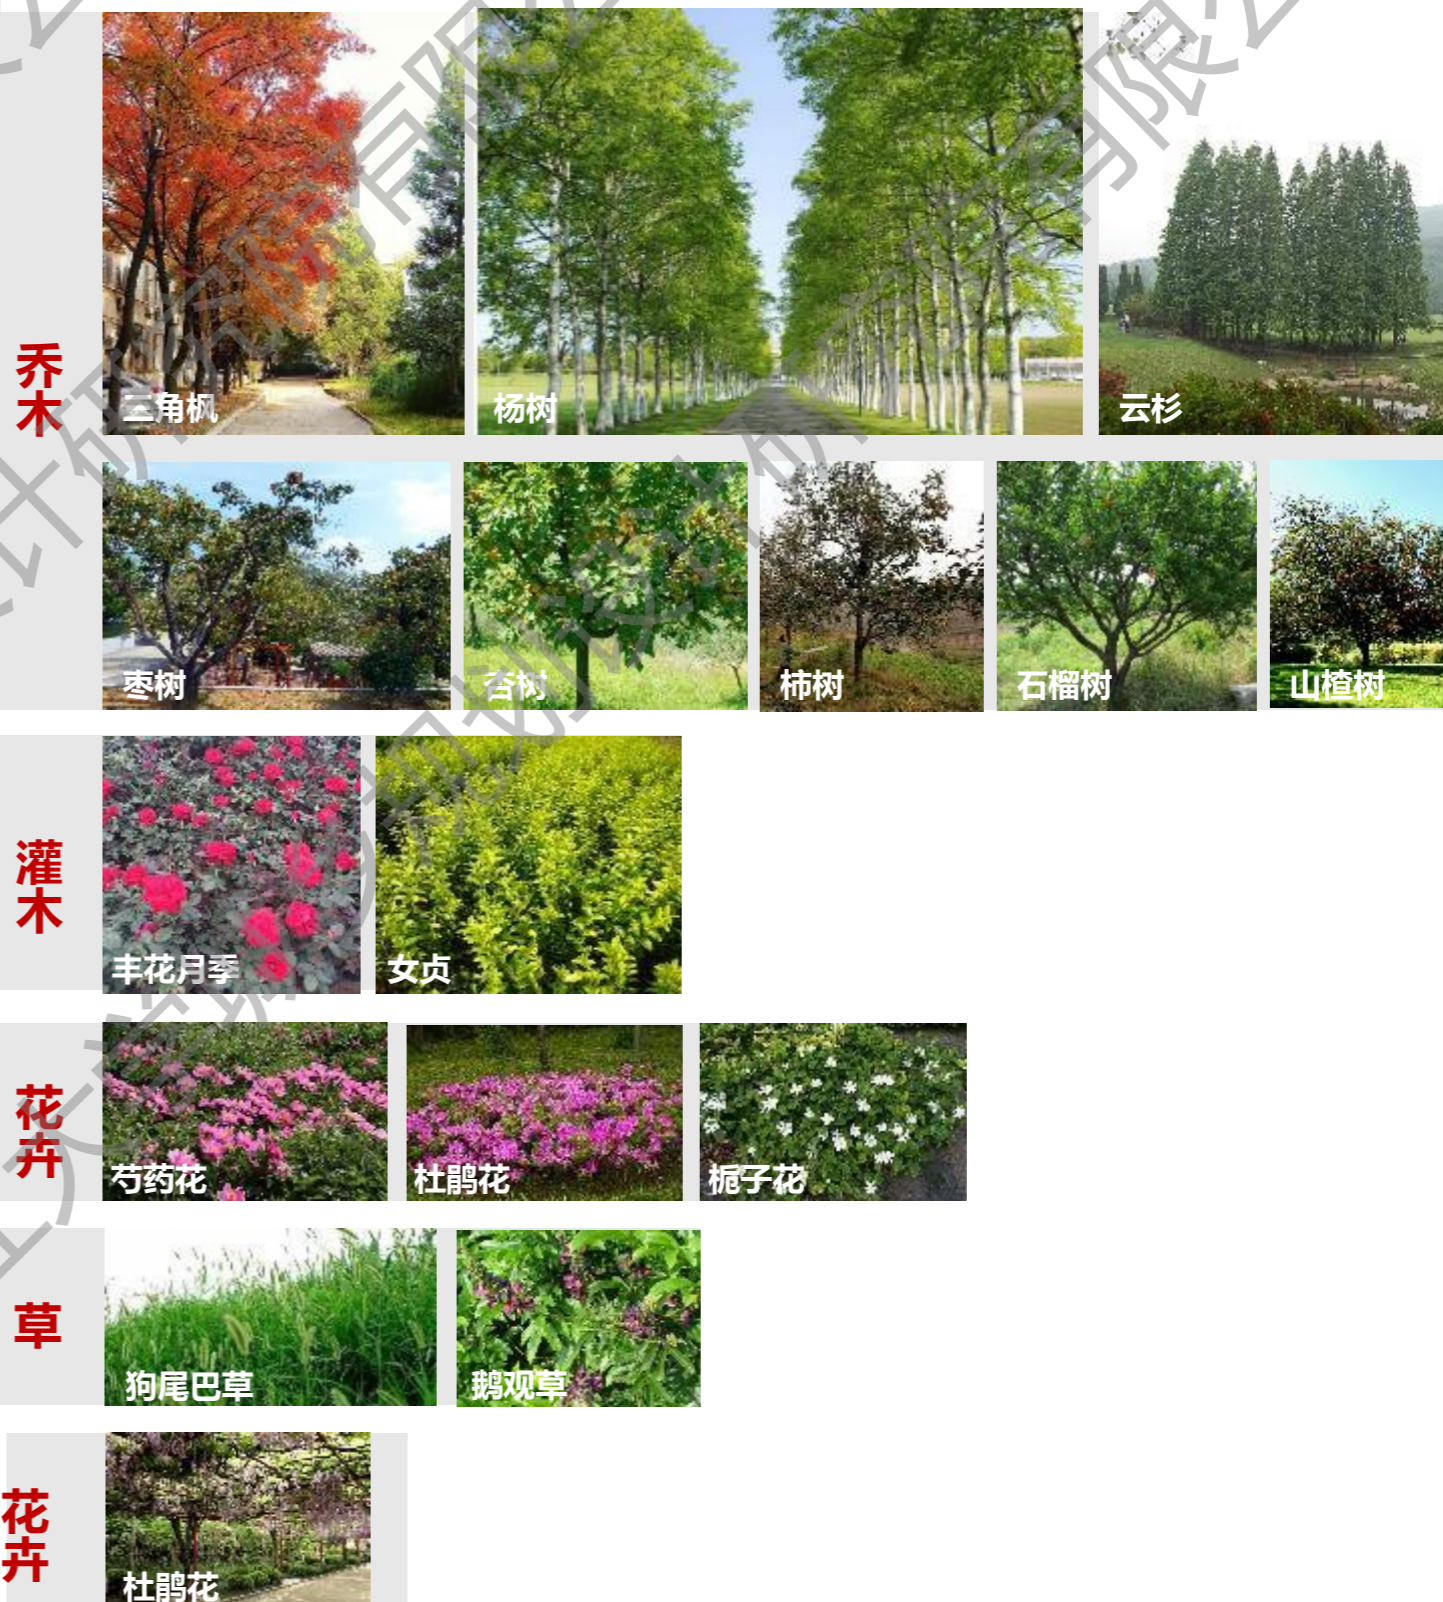 乔木
三角枫
杨树
云杉
枣树
杏树
柿树
石榴树
山楂树
灌木
丰花月季
女贞
花卉
芍药花
杜鹃花
栀子花
草
狗尾巴草
鹅观草
花卉
杜鹃花